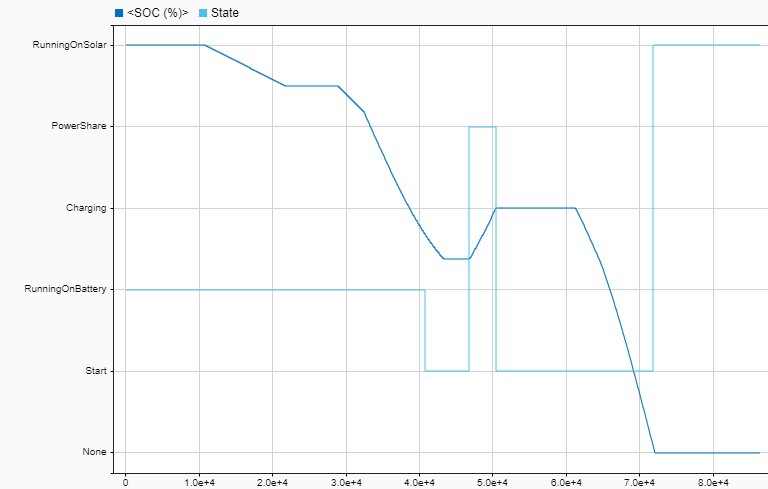 <SOC (%)> State
RunningOnSolar
PowerShare
Charging
RunningOnBattery
Start
None
0 1.0e+4 2.0e+4 3.0e+4 4.0e+4 5.0e+4 6.0e+4 7.0e+4 8.0e+4